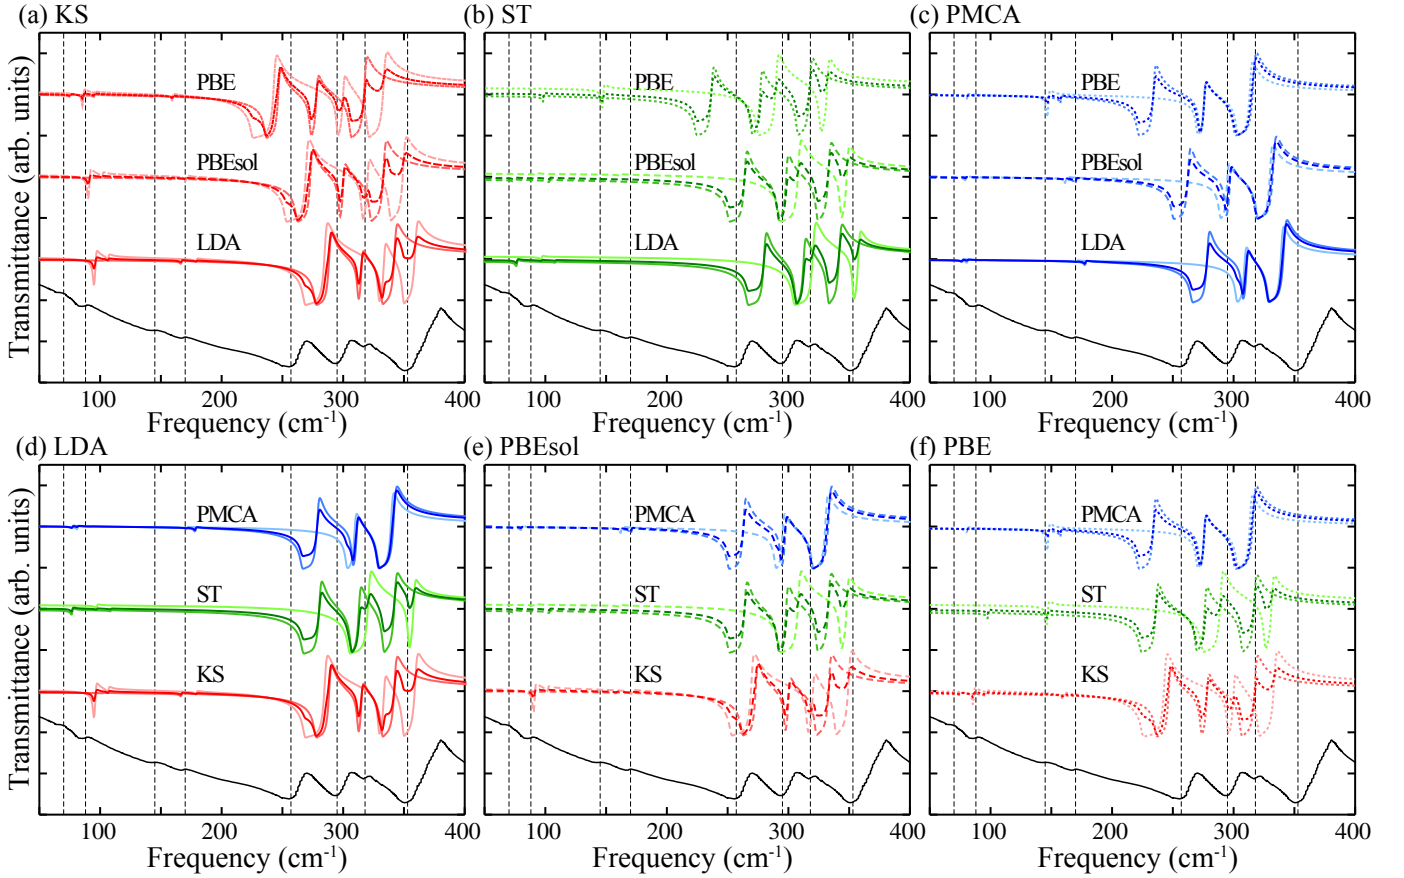 (a) KS
(b) ST
(c) PMCA
Transmittance (arb. units)
PBE
PBE
PBE
PBEsol
PBEsol
PBEsol
LDA
LDA
LDA
100 200 300 400
100 200 300 400
100 200 300 400
Frequency (cm-1)
Frequency (cm-1)
Frequency (cm-1)
(d) LDA
(e) PBEsol
(f) PBE
Transmittance (arb. units)
PMCA
PMCA
PMCA
ST
ST
ST
KS
KS
KS
100 200 300 400
100 200 300 400
100 200 300 400
Frequency (cm-1)
Frequency (cm-1)
Frequency (cm-1)